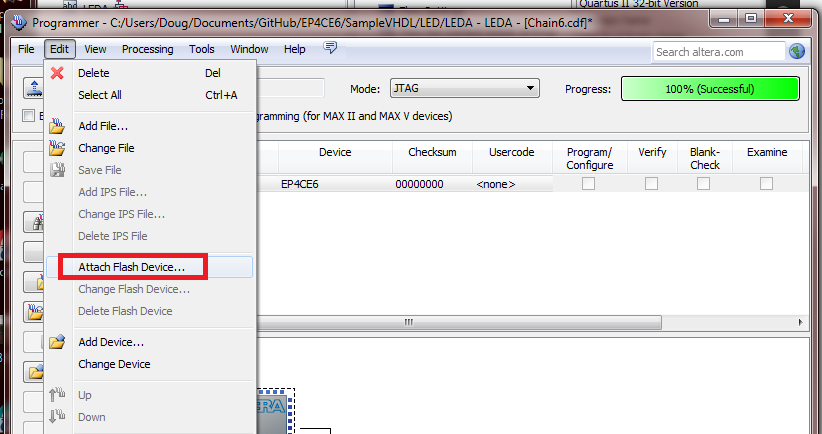 LEDA
Quartus II 32-bit Version
Programmer - C:/Users/Doug/Documents/GitHub/EP4CE6/SampleVHDL/LED/LEDA - LEDA - [Chain6.cdf]*
File Edit View Processing Tools Window Help
Search altera.com
Delete Del
Select All Ctrl+A
Mode: JTAG
Progress: 100% (Successful)
gramming (for MAX II and MAX V devices)
Add File...
Change File
Save File
Add IPS File...
Change IPS File...
Delete IPS File
Attach Flash Device...
Change Flash Device...
Delete Flash Device
Add Device...
Change Device
Up
Down
Device Checksum Usercode Program/ Verify Blank- Examine
Configure Check
EP4CE6 00000000 <none>